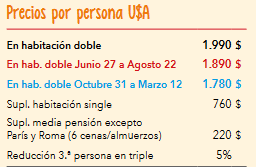 Precios por persona U$A
En habitación doble 1.990 $
En hab. doble Junio 27 a Agosto 22 1.890 $
En hab. doble Octubre 31 a Marzo 12 1.780 $
Supl. habitación single 760 $
Supl. media pensión excepto
París y Roma (6 cenas/almuerzos) 220 $
Reducción 3.ª persona en triple 5%